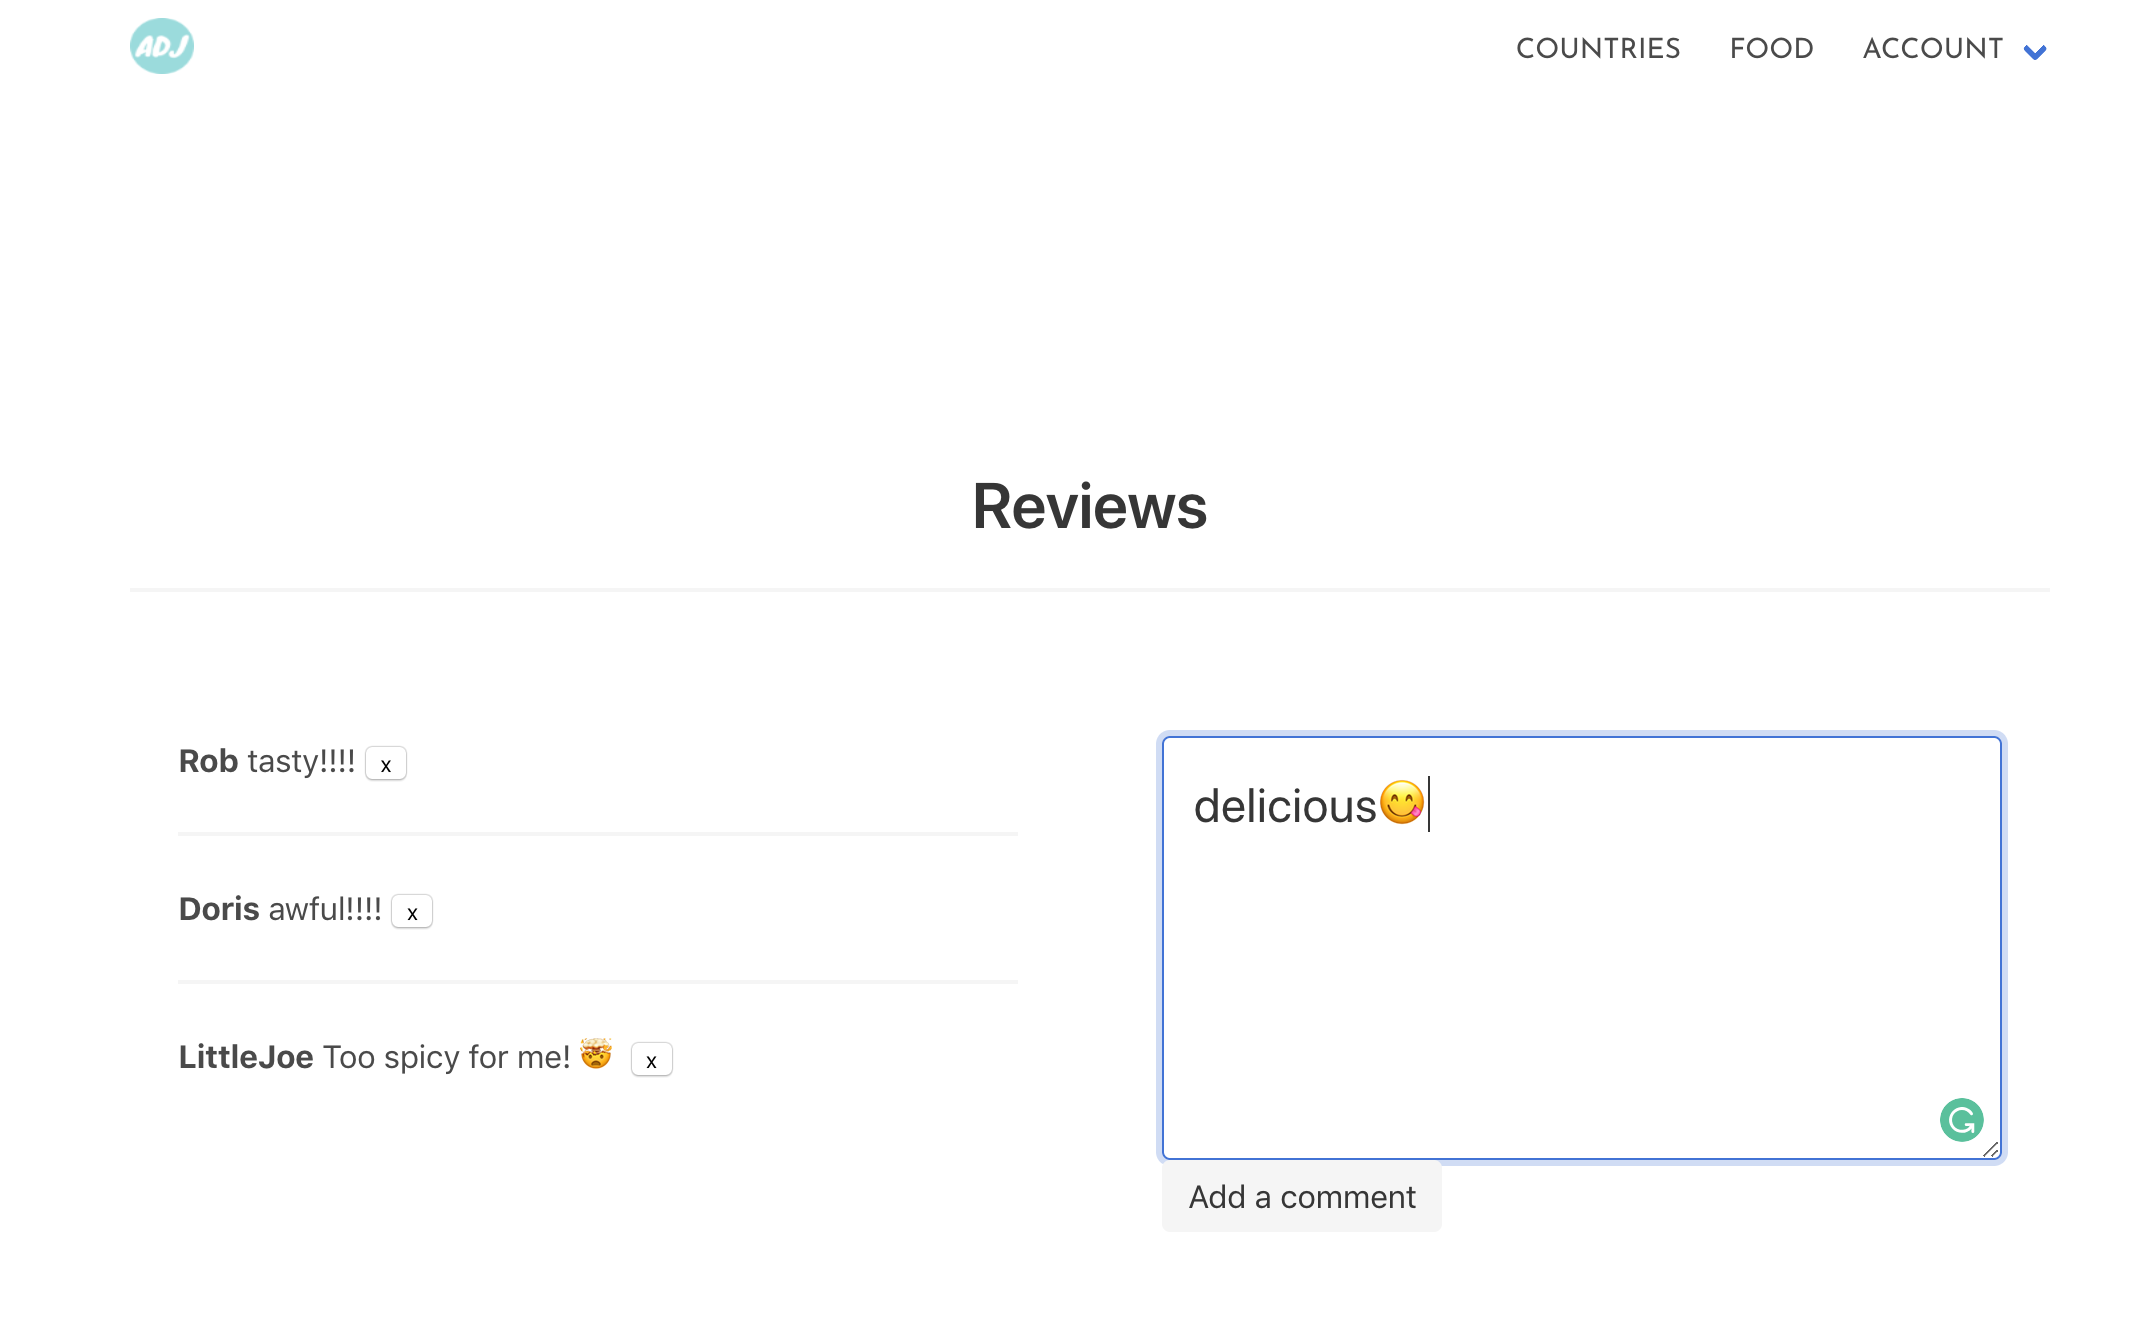 ADJ
COUNTRIES FOOD ACCOUNT
Reviews
Rob tasty!!!! x
Doris awful!!!! x
LittleJoe Too spicy for me! 🤯 x
delicious😋
Add a comment